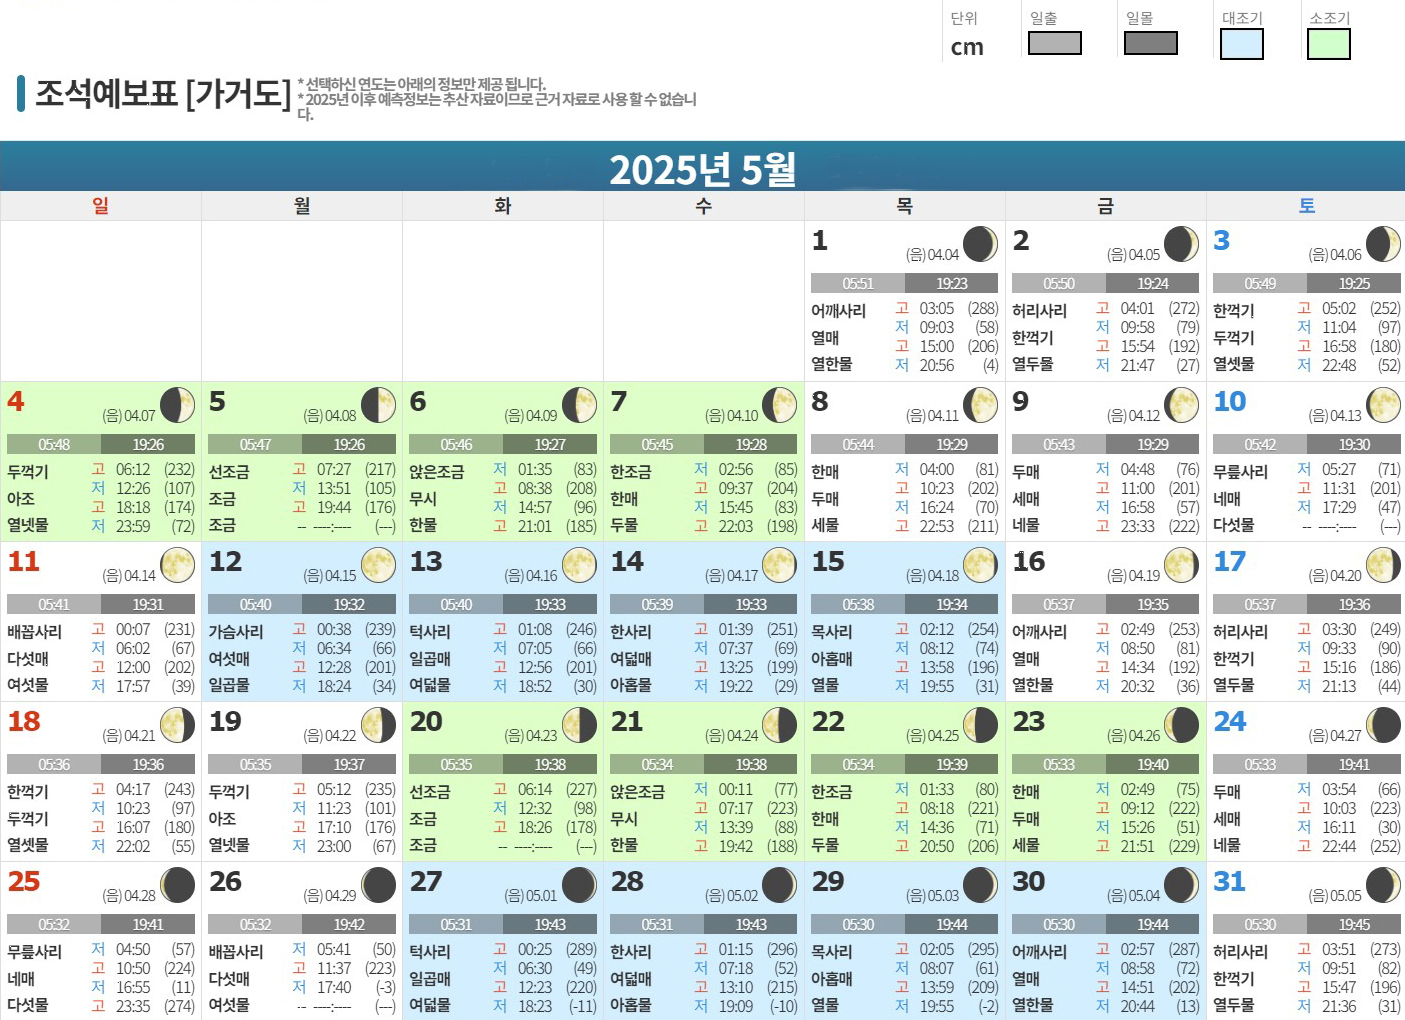 단위 일출 일몰 대조기 소조기
cm
조석예보표 [가거도]
* 선택하신 연도는 아래의 정보만 제공 됩니다.
* 2025년 이후 예측정보는 추산 자료이므로 근거 자료로 사용 할 수 없습니
다.
2025년 5월
일 월 화 수 목 금 토
1 (음) 04.04
05:51 19:23
어깨사리
열매
열한물
고 03:05 (288)
저 09:03 (58)
고 15:00 (206)
저 20:56 (4)
2 (음) 04.05
05:50 19:24
허리사리
한꺽기
열두물
고 04:01 (272)
저 09:58 (79)
고 15:54 (192)
저 21:47 (27)
3 (음) 04.06
05:49 19:25
한꺽기
두꺽기
열셋물
고 05:02 (252)
저 11:04 (97)
고 16:58 (180)
저 22:48 (52)
4 (음) 04.07
05:48 19:26
두꺽기
아조
열넷물
고 06:12 (232)
저 12:26 (107)
고 18:18 (174)
저 23:59 (72)
5 (음) 04.08
05:47 19:26
선조금
조금
조금
고 07:27 (217)
저 13:51 (105)
고 19:44 (176)
-- ----:---- (---)
6 (음) 04.09
05:46 19:27
앉은조금
무시
한물
저 01:35 (83)
고 08:38 (208)
저 14:57 (96)
고 21:01 (185)
7 (음) 04.10
05:45 19:28
한조금
한매
두물
저 02:56 (85)
고 09:37 (204)
저 15:45 (83)
고 22:03 (198)
8 (음) 04.11
05:44 19:29
한매
두매
세물
저 04:00 (81)
고 10:23 (202)
저 16:24 (70)
고 22:53 (211)
9 (음) 04.12
05:43 19:29
두매
세매
네물
저 04:48 (76)
고 11:00 (201)
저 16:58 (57)
고 23:33 (222)
10 (음) 04.13
05:42 19:30
무릎사리
네매
다섯물
저 05:27 (71)
고 11:31 (201)
저 17:29 (47)
-- ----:---- (---)
11 (음) 04.14
05:41 19:31
배꼽사리
다섯매
여섯물
고 00:07 (231)
저 06:02 (67)
고 12:00 (202)
저 17:57 (39)
12 (음) 04.15
05:40 19:32
가슴사리
여섯매
일곱물
고 00:38 (239)
저 06:34 (66)
고 12:28 (201)
저 18:24 (34)
13 (음) 04.16
05:40 19:33
턱사리
일곱매
여덟물
고 01:08 (246)
저 07:05 (66)
고 12:56 (201)
저 18:52 (30)
14 (음) 04.17
05:39 19:33
한사리
여덟매
아홉물
고 01:39 (251)
저 07:37 (69)
고 13:25 (199)
저 19:22 (29)
15 (음) 04.18
05:38 19:34
목사리
아홉매
열물
고 02:12 (254)
저 08:12 (74)
고 13:58 (196)
저 19:55 (31)
16 (음) 04.19
05:37 19:35
어깨사리
열매
열한물
고 02:49 (253)
저 08:50 (81)
고 14:34 (192)
저 20:32 (36)
17 (음) 04.20
05:37 19:36
허리사리
한꺽기
열두물
고 03:30 (249)
저 09:33 (90)
고 15:16 (186)
저 21:13 (44)
18 (음) 04.21
05:36 19:36
한꺽기
두꺽기
열셋물
고 04:17 (243)
저 10:23 (97)
고 16:07 (180)
저 22:02 (55)
19 (음) 04.22
05:35 19:37
두꺽기
아조
열넷물
고 05:12 (235)
저 11:23 (101)
고 17:10 (176)
저 23:00 (67)
20 (음) 04.23
05:35 19:38
선조금
조금
조금
고 06:14 (227)
저 12:32 (98)
고 18:26 (178)
-- ----:---- (---)
21 (음) 04.24
05:34 19:38
앉은조금
무시
한물
저 00:11 (77)
고 07:17 (223)
저 13:39 (88)
고 19:42 (188)
22 (음) 04.25
05:34 19:39
한조금
한매
두물
저 01:33 (80)
고 08:18 (221)
저 14:36 (71)
고 20:50 (206)
23 (음) 04.26
05:33 19:40
한매
두매
세물
저 02:49 (75)
고 09:12 (222)
저 15:26 (51)
고 21:51 (229)
24 (음) 04.27
05:33 19:41
두매
세매
네물
저 03:54 (66)
고 10:03 (223)
저 16:11 (30)
고 22:44 (252)
25 (음) 04.28
05:32 19:41
무릎사리
네매
다섯물
저 04:50 (57)
고 10:50 (224)
저 16:55 (11)
고 23:35 (274)
26 (음) 04.29
05:32 19:42
배꼽사리
다섯매
여섯물
저 05:41 (50)
고 11:37 (223)
저 17:40 (-3)
-- ----:---- (---)
27 (음) 05.01
05:31 19:43
턱사리
일곱매
여덟물
고 00:25 (289)
저 06:30 (49)
고 12:23 (220)
저 18:23 (-11)
28 (음) 05.02
05:31 19:43
한사리
여덟매
아홉물
고 01:15 (296)
저 07:18 (52)
고 13:10 (215)
저 19:09 (-10)
29 (음) 05.03
05:30 19:44
목사리
아홉매
열물
고 02:05 (295)
저 08:07 (61)
고 13:59 (209)
저 19:55 (-2)
30 (음) 05.04
05:30 19:44
어깨사리
열매
열한물
고 02:57 (287)
저 08:58 (72)
고 14:51 (202)
저 20:44 (13)
31 (음) 05.05
05:30 19:45
허리사리
한꺽기
열두물
고 03:51 (273)
저 09:51 (82)
고 15:47 (196)
저 21:36 (31)